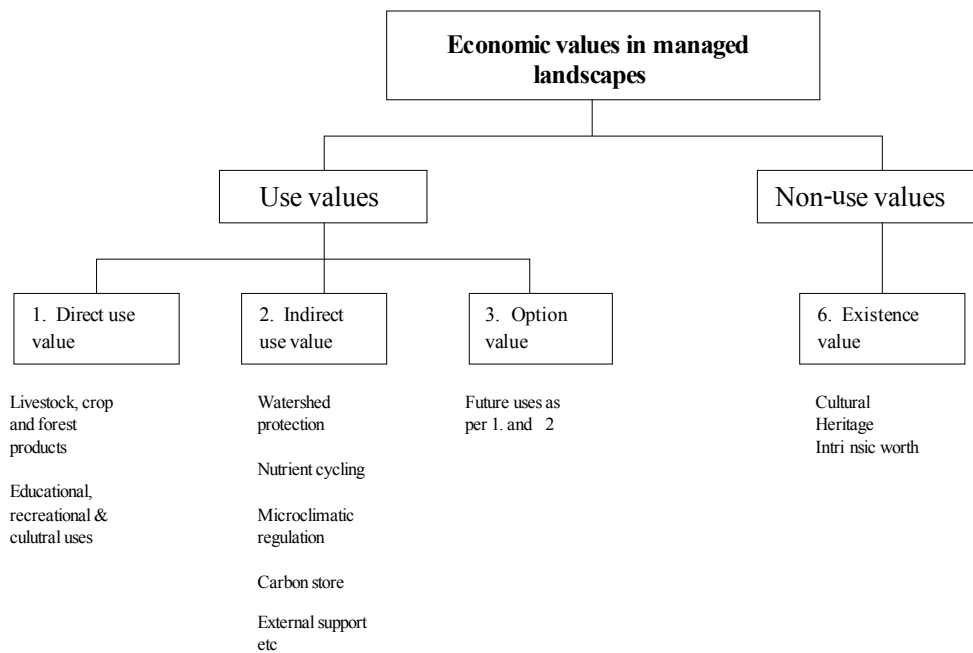 Economic values in managed
landscapes
Use values
Non-use values
1. Direct use
value
2. Indirect
use value
3. Option
value
6. Existence
value
Livestock, crop
and forest
products
Educational,
recreational &
culutral uses
Watershed
protection
Nutrient cycling
Microclimatic
regulation
Carbon store
External support
etc
Future uses as
per 1. and 2
Cultural
Heritage
Intri nsic worth